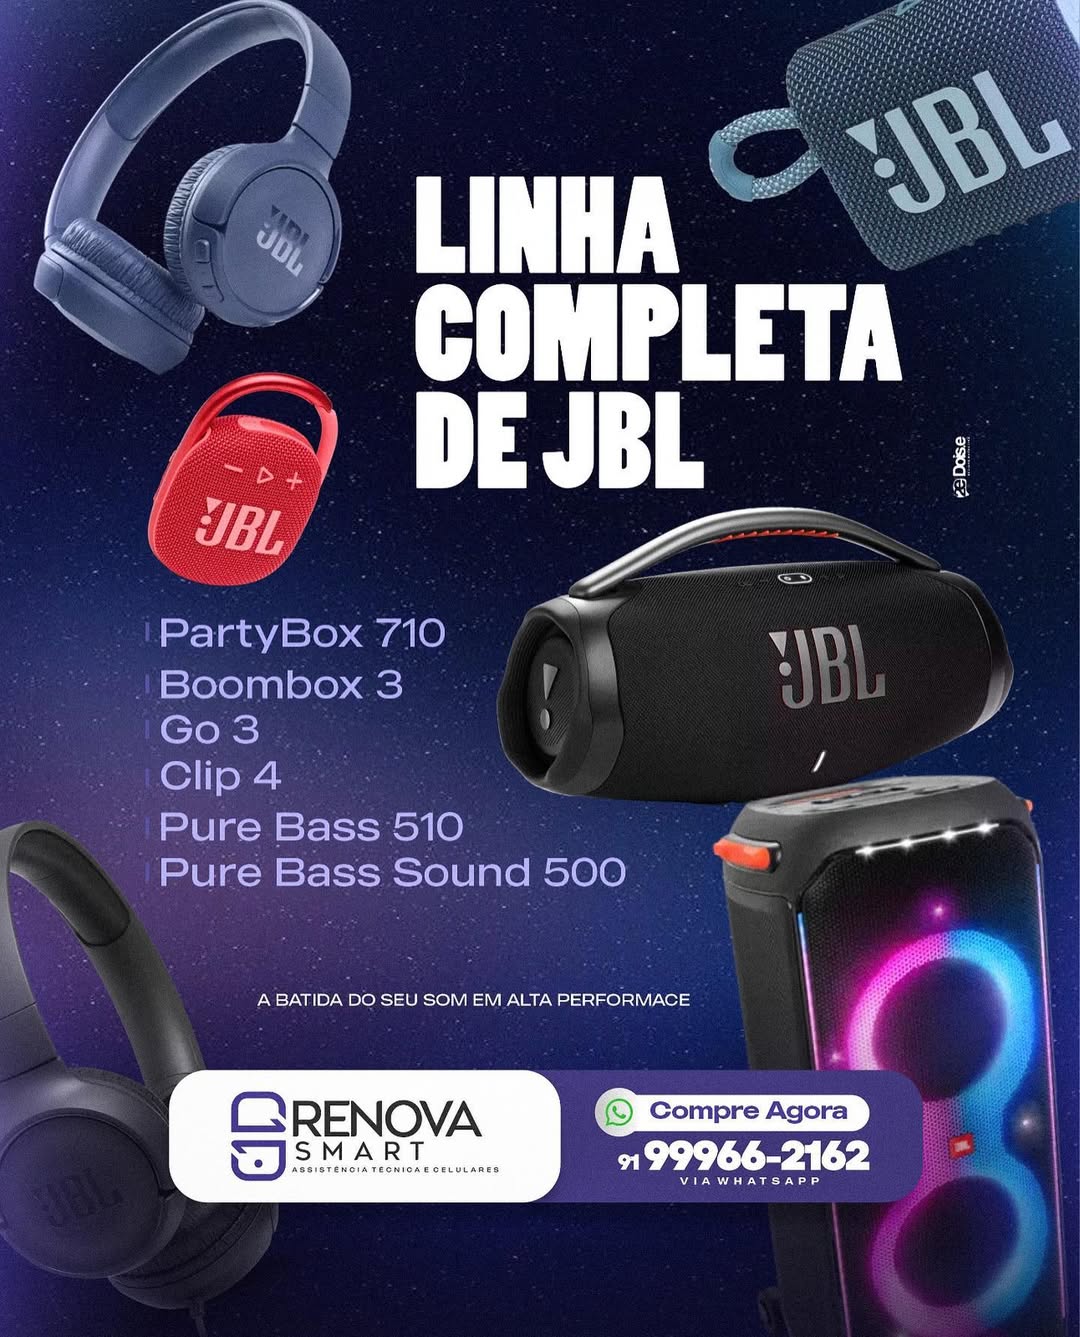 JBL
JBL
LINHA
COMPLETA
DE JBL
Dois.e
JBL
PartyBox 710
Boombox 3
Go 3
Clip 4
Pure Bass 510
Pure Bass Sound 500
JBL
A BATIDA DO SEU SOM EM ALTA PERFORMACE
RENOVA
SMART
ASSISTÊNCIA TÉCNICA E CELULARES
Compre Agora
91 99966-2162
VIA WHATSAPP
JBL
JBL